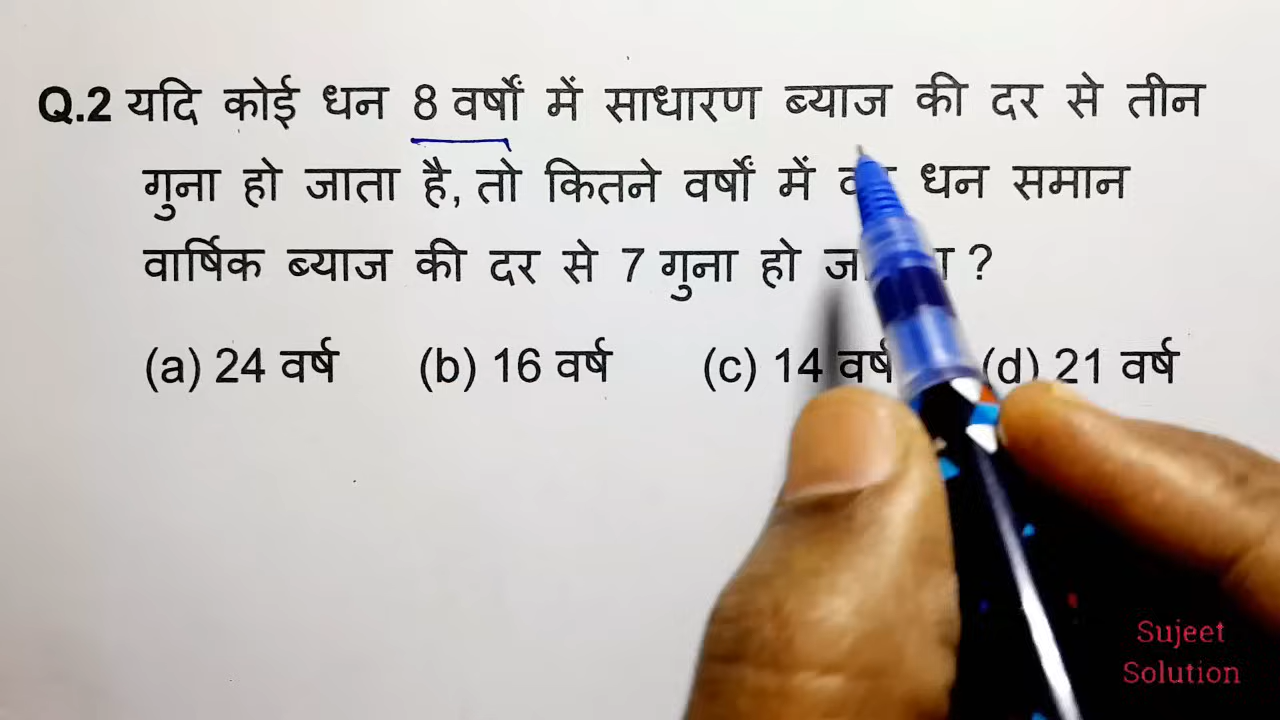 Q.2 यदि कोई धन 8 वर्षों में साधारण ब्याज की दर से तीन
गुना हो जाता है, तो कितने वर्षों में धन समान
वार्षिक ब्याज की दर से 7 गुना हो ?
(a) 24 वर्ष (b) 16 वर्ष (c) 14 वर्ष (d) 21 वर्ष
Sujeet
Solution